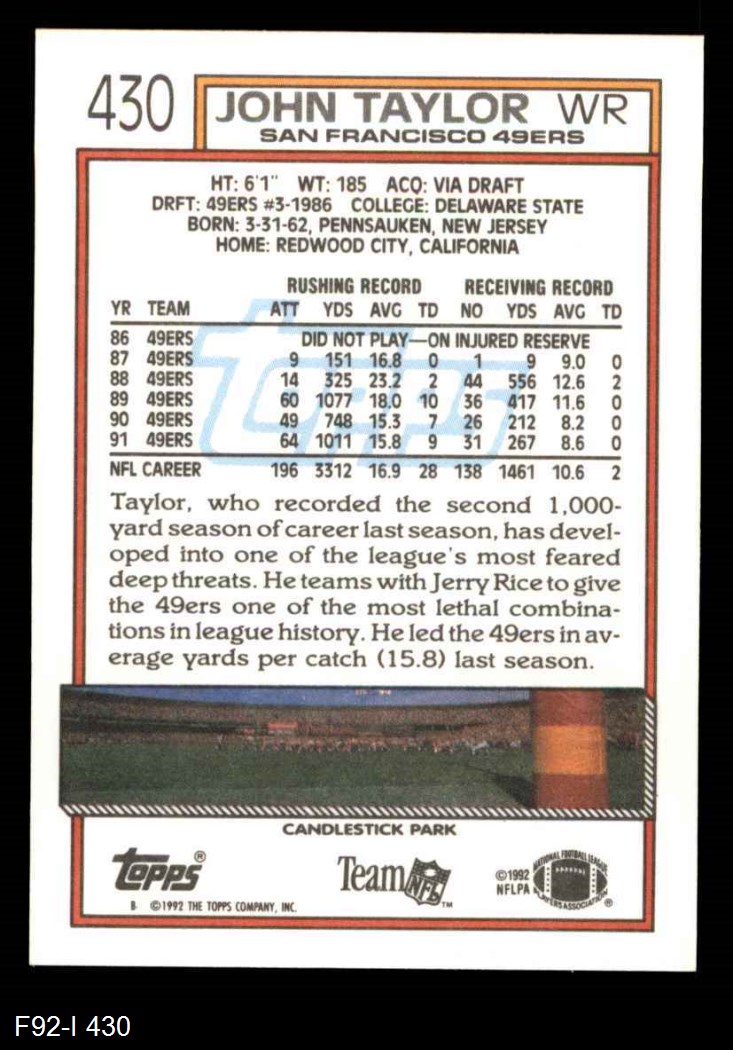 430 JOHN TAYLOR WR
SAN FRANCISCO 49ERS
HT: 6'1" WT: 185 ACQ: VIA DRAFT
DRFT: 49ERS #3-1986 COLLEGE: DELAWARE STATE
BORN: 3-31-62, PENNSAUKEN, NEW JERSEY
HOME: REDWOOD CITY, CALIFORNIA
RUSHING RECORD RECEIVING RECORD
YR TEAM ATT YDS AVG TD NO YDS AVG TD
86 49ERS DID NOT PLAY—ON INJURED RESERVE
87 49ERS 9 151 16.8 0 1 9 9.0 0
88 49ERS 14 325 23.2 2 44 556 12.6 2
89 49ERS 60 1077 18.0 10 36 417 11.6 0
90 49ERS 49 748 15.3 7 26 212 8.2 0
91 49ERS 64 1011 15.8 9 31 267 8.6 0
NFL CAREER 196 3312 16.9 28 138 1461 10.6 2
topps
Taylor, who recorded the second 1,000-
yard season of career last season, has devel-
oped into one of the league's most feared
deep threats. He teams with Jerry Rice to give
the 49ers one of the most lethal combina-
tions in league history. He led the 49ers in av-
erage yards per catch (15.8) last season.
CANDLESTICK PARK
topps®
Team NFL™
©1992
NFLPA
NATIONAL FOOTBALL LEAGUE
PLAYERS ASSOCIATION ®
B ©1992 THE TOPPS COMPANY, INC.
F92-I 430